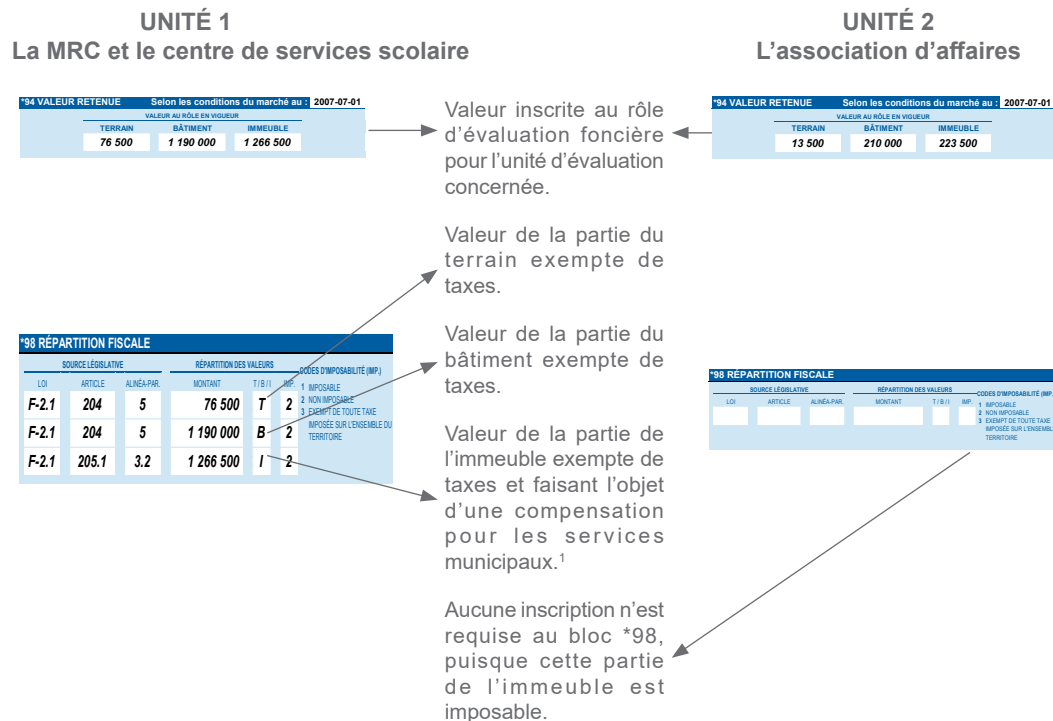 UNITÉ 1
La MRC et le centre de services scolaire
UNITÉ 2
L’association d’affaires
*94 VALEUR RETENUE Selon les conditions du marché au : 2007-07-01
VALEUR AU RÔLE EN VIGUEUR
TERRAIN BÂTIMENT IMMEUBLE
76 500 1 190 000 1 266 500
Valeur inscrite au rôle
d’évaluation foncière
pour l’unité d’évaluation
concernée.
*94 VALEUR RETENUE Selon les conditions du marché au : 2007-07-01
VALEUR AU RÔLE EN VIGUEUR
TERRAIN BÂTIMENT IMMEUBLE
13 500 210 000 223 500
Valeur de la partie du
terrain exempte de
taxes.
Valeur de la partie du
bâtiment exempte de
taxes.
Valeur de la partie de
l’immeuble exempte de
taxes et faisant l’objet
d’une compensation
pour les services
municipaux.¹
Aucune inscription n’est
requise au bloc *98,
puisque cette partie
de l’immeuble est
imposable.
*98 RÉPARTITION FISCALE
SOURCE LÉGISLATIVE RÉPARTITION DES VALEURS CODES D'IMPOSABILITÉ (IMP.)
LOI ARTICLE ALINÉA-PAR. MONTANT T / B / I IMP.
1 IMPOSABLE
2 NON IMPOSABLE
3 EXEMPT DE TOUTE TAXE
IMPOSÉE SUR L'ENSEMBLE DU
TERRITOIRE
F-2.1 204 5 76 500 T 2
F-2.1 204 5 1 190 000 B 2
F-2.1 205.1 3.2 1 266 500 I 2
*98 RÉPARTITION FISCALE
SOURCE LÉGISLATIVE RÉPARTITION DES VALEURS CODES D'IMPOSABILITÉ (IMP.
LOI ARTICLE ALINÉA-PAR. MONTANT T / B / I IMP.
1 IMPOSABLE
2 NON IMPOSABLE
3 EXEMPT DE TOUTE TAXE
IMPOSÉE SUR L'ENSEMBL
TERRITOIRE